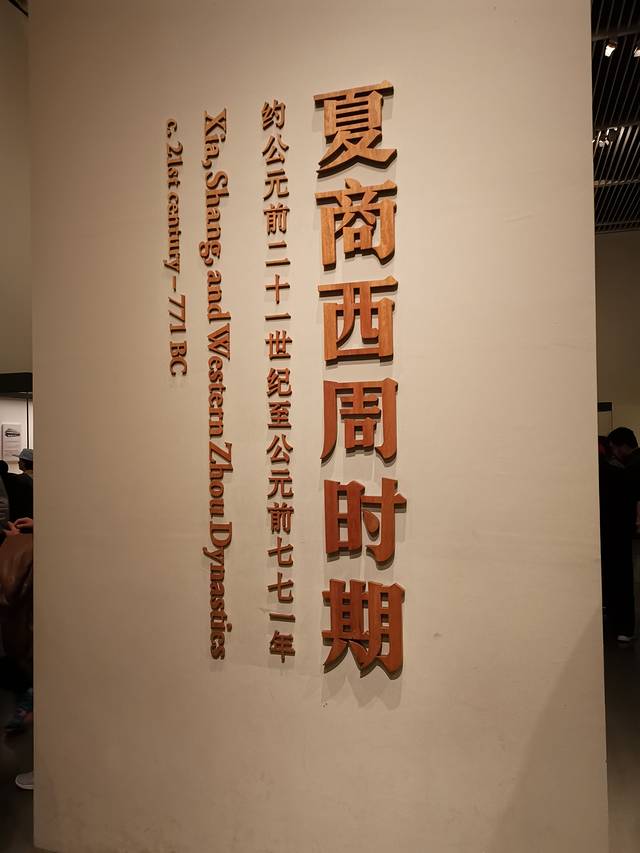 夏商西周时期
约公元前二十一世纪至公元前七七一年
Xia, Shang, and Western Zhou Dynasties
c. 21st century – 771 BC